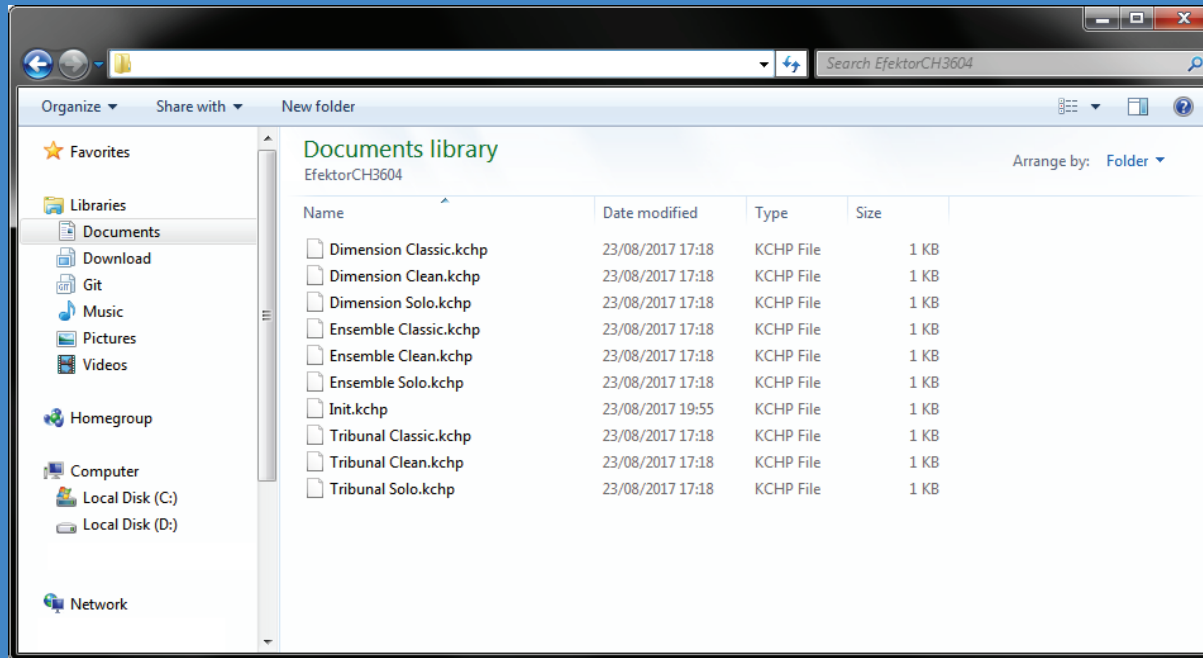 Search EfektorCH3604
Organize Share with New folder
Favorites
Libraries
Documents
Download
Git
Music
Pictures
Videos
Homegroup
Computer
Local Disk (C:)
Local Disk (D:)
Network
Documents library
EfektorCH3604
Arrange by: Folder
Name Date modified Type Size
Dimension Classic.kchp 23/08/2017 17:18 KCHP File 1 KB
Dimension Clean.kchp 23/08/2017 17:18 KCHP File 1 KB
Dimension Solo.kchp 23/08/2017 17:18 KCHP File 1 KB
Ensemble Classic.kchp 23/08/2017 17:18 KCHP File 1 KB
Ensemble Clean.kchp 23/08/2017 17:18 KCHP File 1 KB
Ensemble Solo.kchp 23/08/2017 17:18 KCHP File 1 KB
Init.kchp 23/08/2017 19:55 KCHP File 1 KB
Tribunal Classic.kchp 23/08/2017 17:18 KCHP File 1 KB
Tribunal Clean.kchp 23/08/2017 17:18 KCHP File 1 KB
Tribunal Solo.kchp 23/08/2017 17:18 KCHP File 1 KB